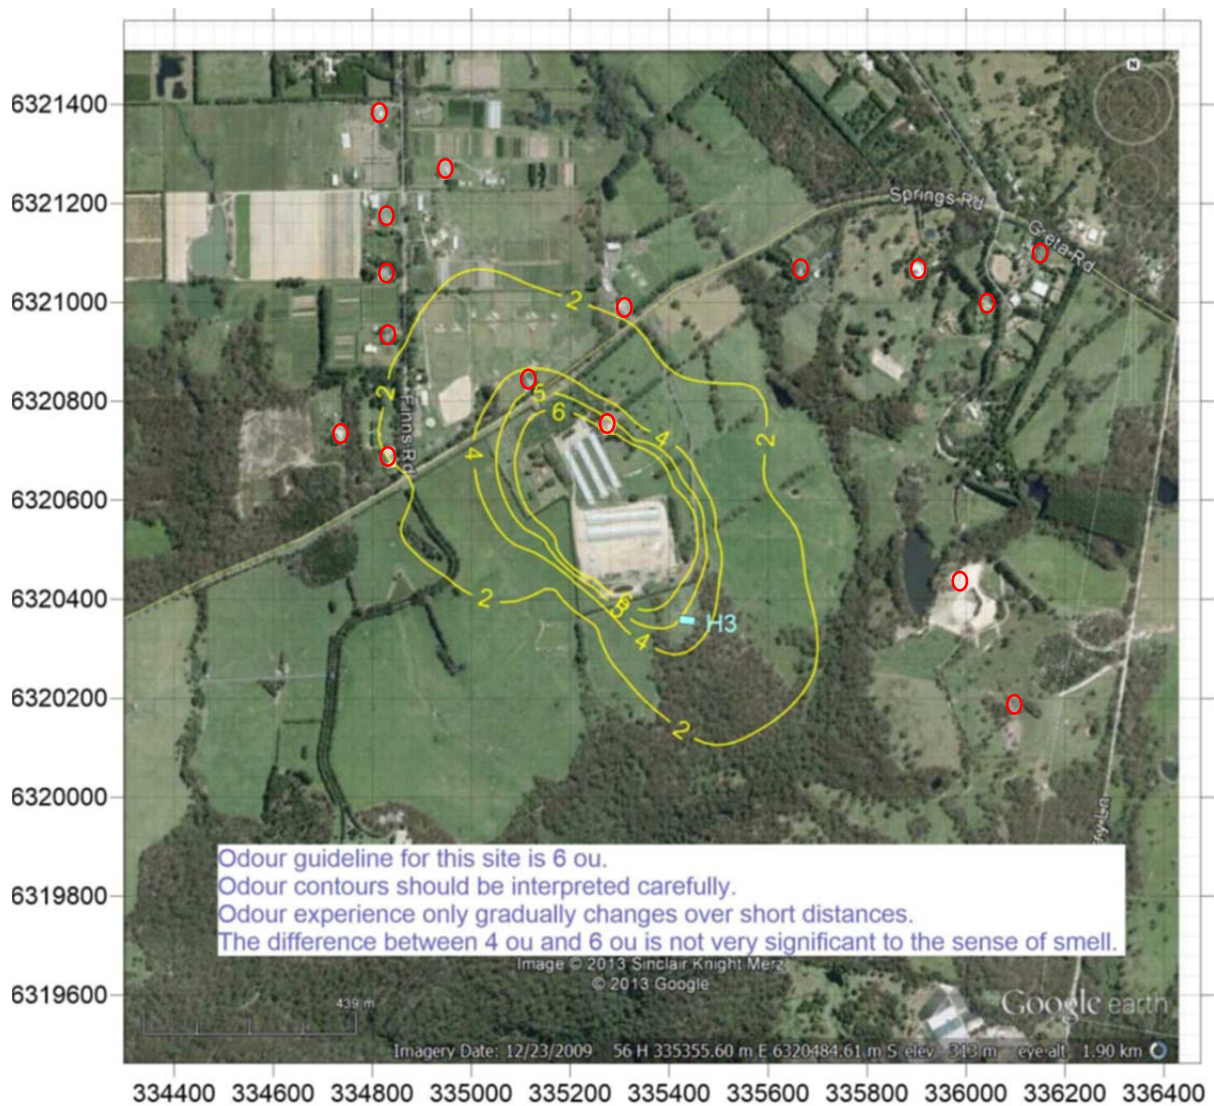 N
6321400
6321200
6321000
6320800
6320600
6320400
6320200
6320000
6319800
6319600
Springs Rd
Greta Rd
Finns Rd
2
2
2
2
2
4
4
4
5
5
6
6
H3
Odour guideline for this site is 6 ou.
Odour contours should be interpreted carefully.
Odour experience only gradually changes over short distances.
The difference between 4 ou and 6 ou is not very significant to the sense of smell.
Image © 2013 Sinclair Knight Merz
© 2013 Google
Google earth
439 m
Imagery Date: 12/23/2009 56 H 335355.60 m E 6320484.61 m S elev 313 m eye alt 1.90 km
334400 334600 334800 335000 335200 335400 335600 335800 336000 336200 336400